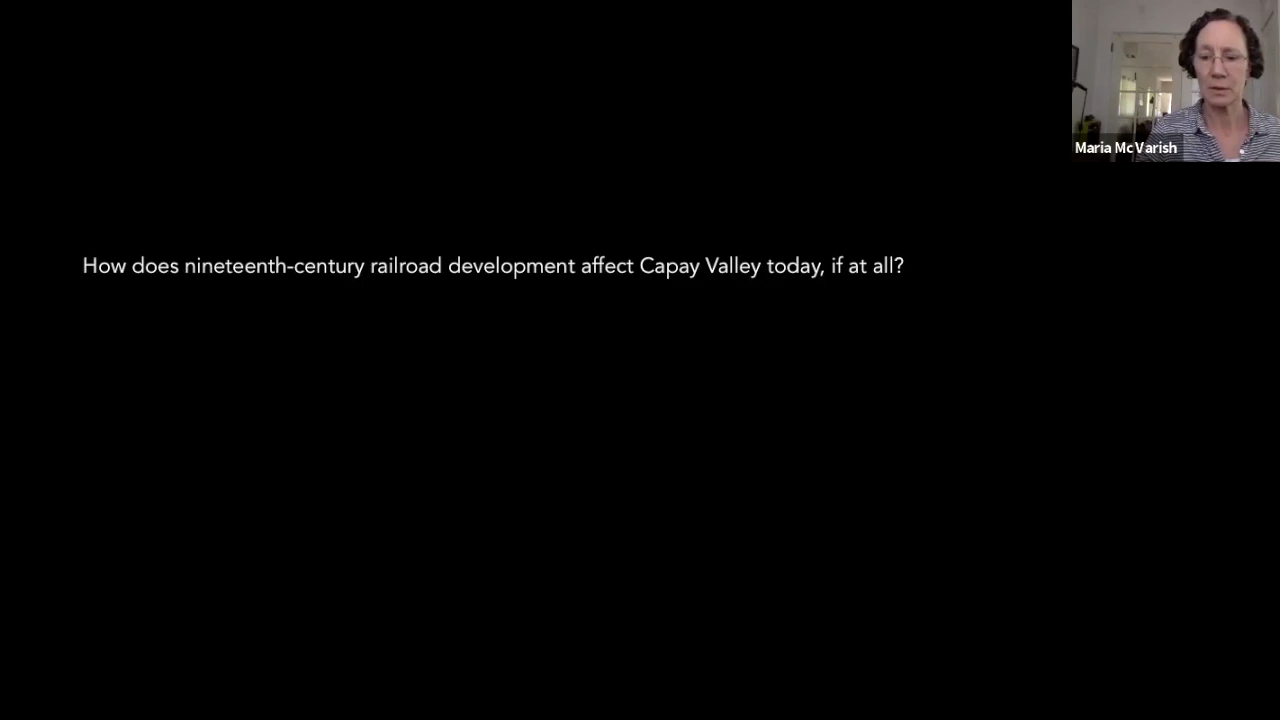 Maria McVarish
How does nineteenth-century railroad development affect Capay Valley today, if at all?